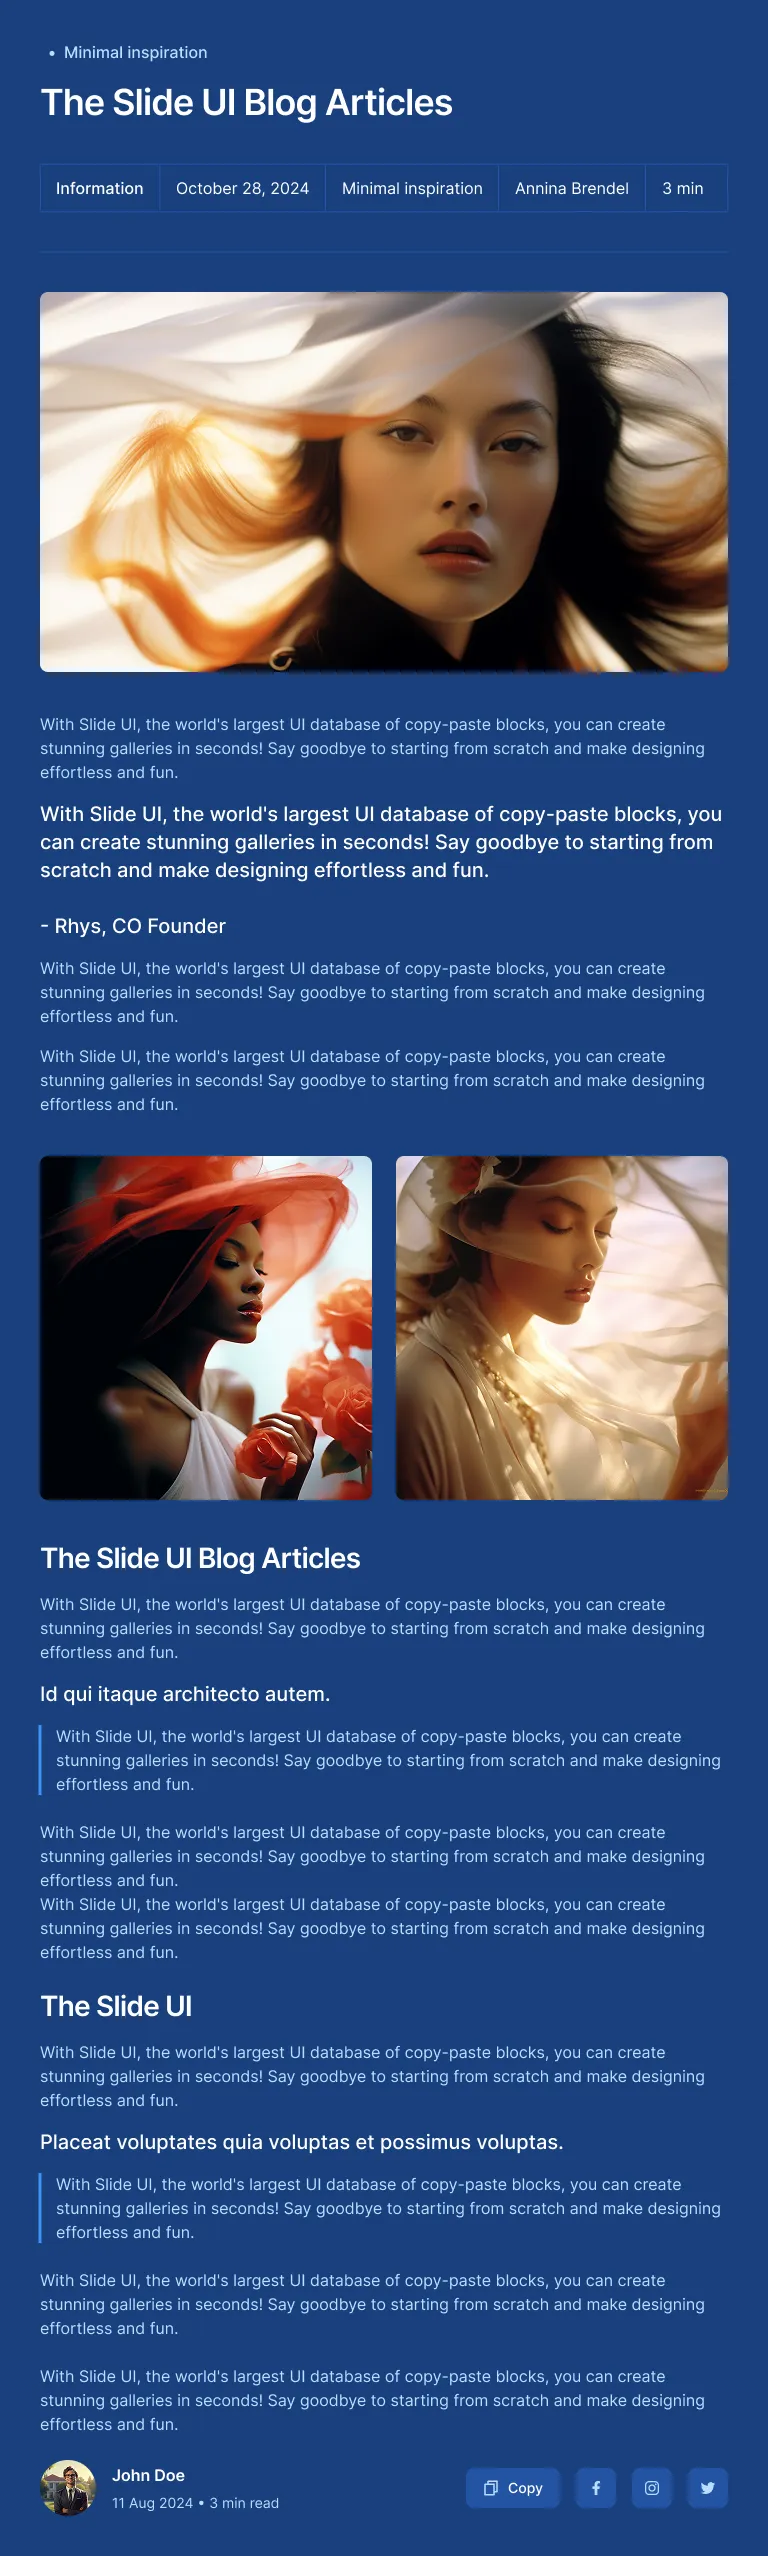 • Minimal inspiration
The Slide UI Blog Articles
Information October 28, 2024 Minimal inspiration Annina Brendel 3 min
With Slide UI, the world's largest UI database of copy-paste blocks, you can create
stunning galleries in seconds! Say goodbye to starting from scratch and make designing
effortless and fun.
With Slide UI, the world's largest UI database of copy-paste blocks, you
can create stunning galleries in seconds! Say goodbye to starting from
scratch and make designing effortless and fun.
- Rhys, CO Founder
With Slide UI, the world's largest UI database of copy-paste blocks, you can create
stunning galleries in seconds! Say goodbye to starting from scratch and make designing
effortless and fun.
With Slide UI, the world's largest UI database of copy-paste blocks, you can create
stunning galleries in seconds! Say goodbye to starting from scratch and make designing
effortless and fun.
The Slide UI Blog Articles
With Slide UI, the world's largest UI database of copy-paste blocks, you can create
stunning galleries in seconds! Say goodbye to starting from scratch and make designing
effortless and fun.
Id qui itaque architecto autem.
With Slide UI, the world's largest UI database of copy-paste blocks, you can create
stunning galleries in seconds! Say goodbye to starting from scratch and make designing
effortless and fun.
With Slide UI, the world's largest UI database of copy-paste blocks, you can create
stunning galleries in seconds! Say goodbye to starting from scratch and make designing
effortless and fun.
With Slide UI, the world's largest UI database of copy-paste blocks, you can create
stunning galleries in seconds! Say goodbye to starting from scratch and make designing
effortless and fun.
The Slide UI
With Slide UI, the world's largest UI database of copy-paste blocks, you can create
stunning galleries in seconds! Say goodbye to starting from scratch and make designing
effortless and fun.
Placeat voluptates quia voluptas et possimus voluptas.
With Slide UI, the world's largest UI database of copy-paste blocks, you can create
stunning galleries in seconds! Say goodbye to starting from scratch and make designing
effortless and fun.
With Slide UI, the world's largest UI database of copy-paste blocks, you can create
stunning galleries in seconds! Say goodbye to starting from scratch and make designing
effortless and fun.
With Slide UI, the world's largest UI database of copy-paste blocks, you can create
stunning galleries in seconds! Say goodbye to starting from scratch and make designing
effortless and fun.
John Doe
11 Aug 2024 • 3 min read
Copy